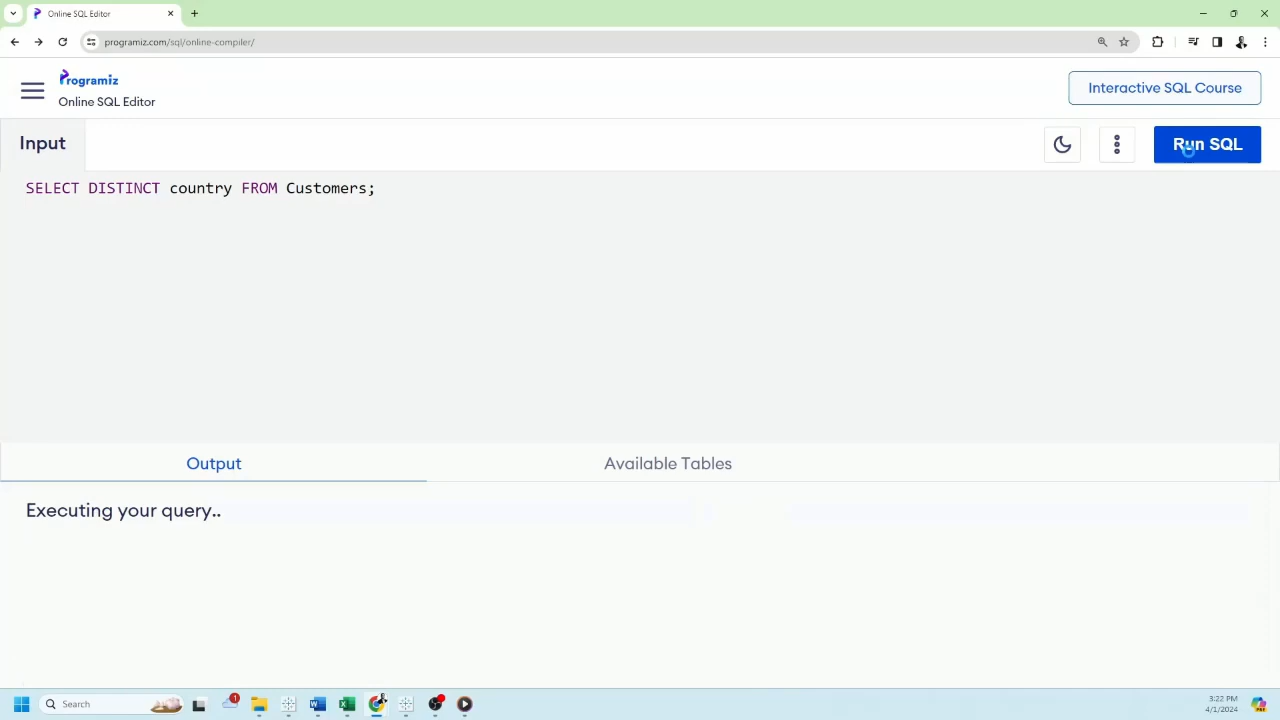 Online SQL Editor
programiz.com/sql/online-compiler/
Programiz
Online SQL Editor
Interactive SQL Course
Input
Run SQL
SELECT DISTINCT country FROM Customers;
Output
Available Tables
Executing your query..
Search
1
3:22 PM
4/1/2024